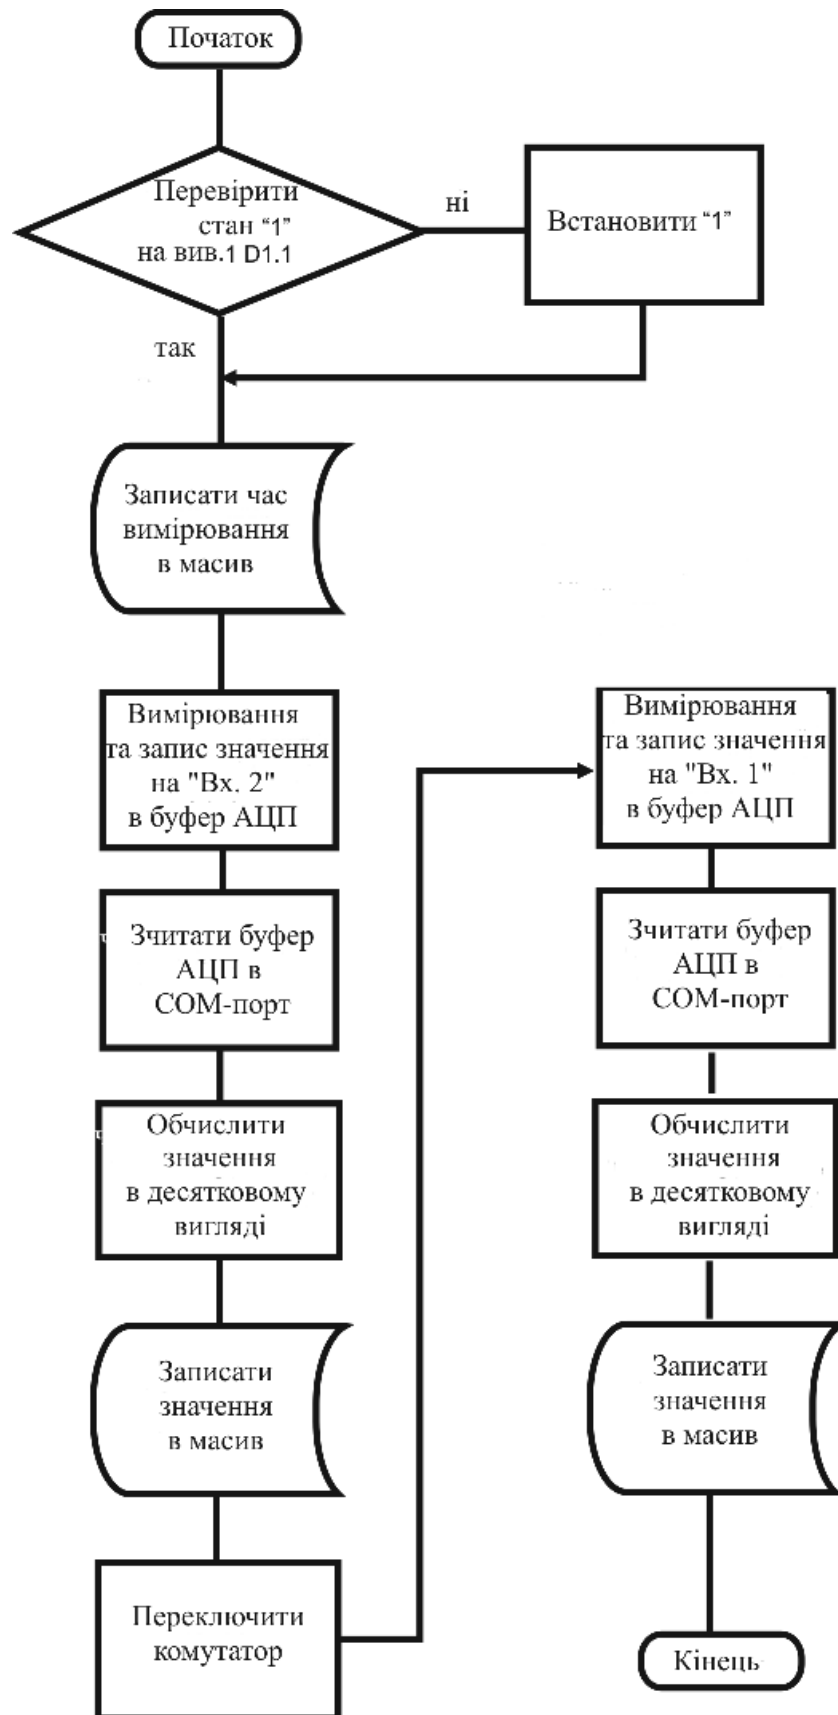 Початок
Перевірити
стан "1"
на вив.1 D1.1
ні
Встановити "1"
так
Записати час
вимірювання
в масив
Вимірювання
та запис значення
на "Вх. 2"
в буфер АЦП
Зчитати буфер
АЦП в
COM-порт
Обчислити
значення
в десятковому
вигляді
Записати
значення
в масив
Переключити
комутатор
Вимірювання
та запис значення
на "Вх. 1"
в буфер АЦП
Зчитати буфер
АЦП в
COM-порт
Обчислити
значення
в десятковому
вигляді
Записати
значення
в масив
Кінець